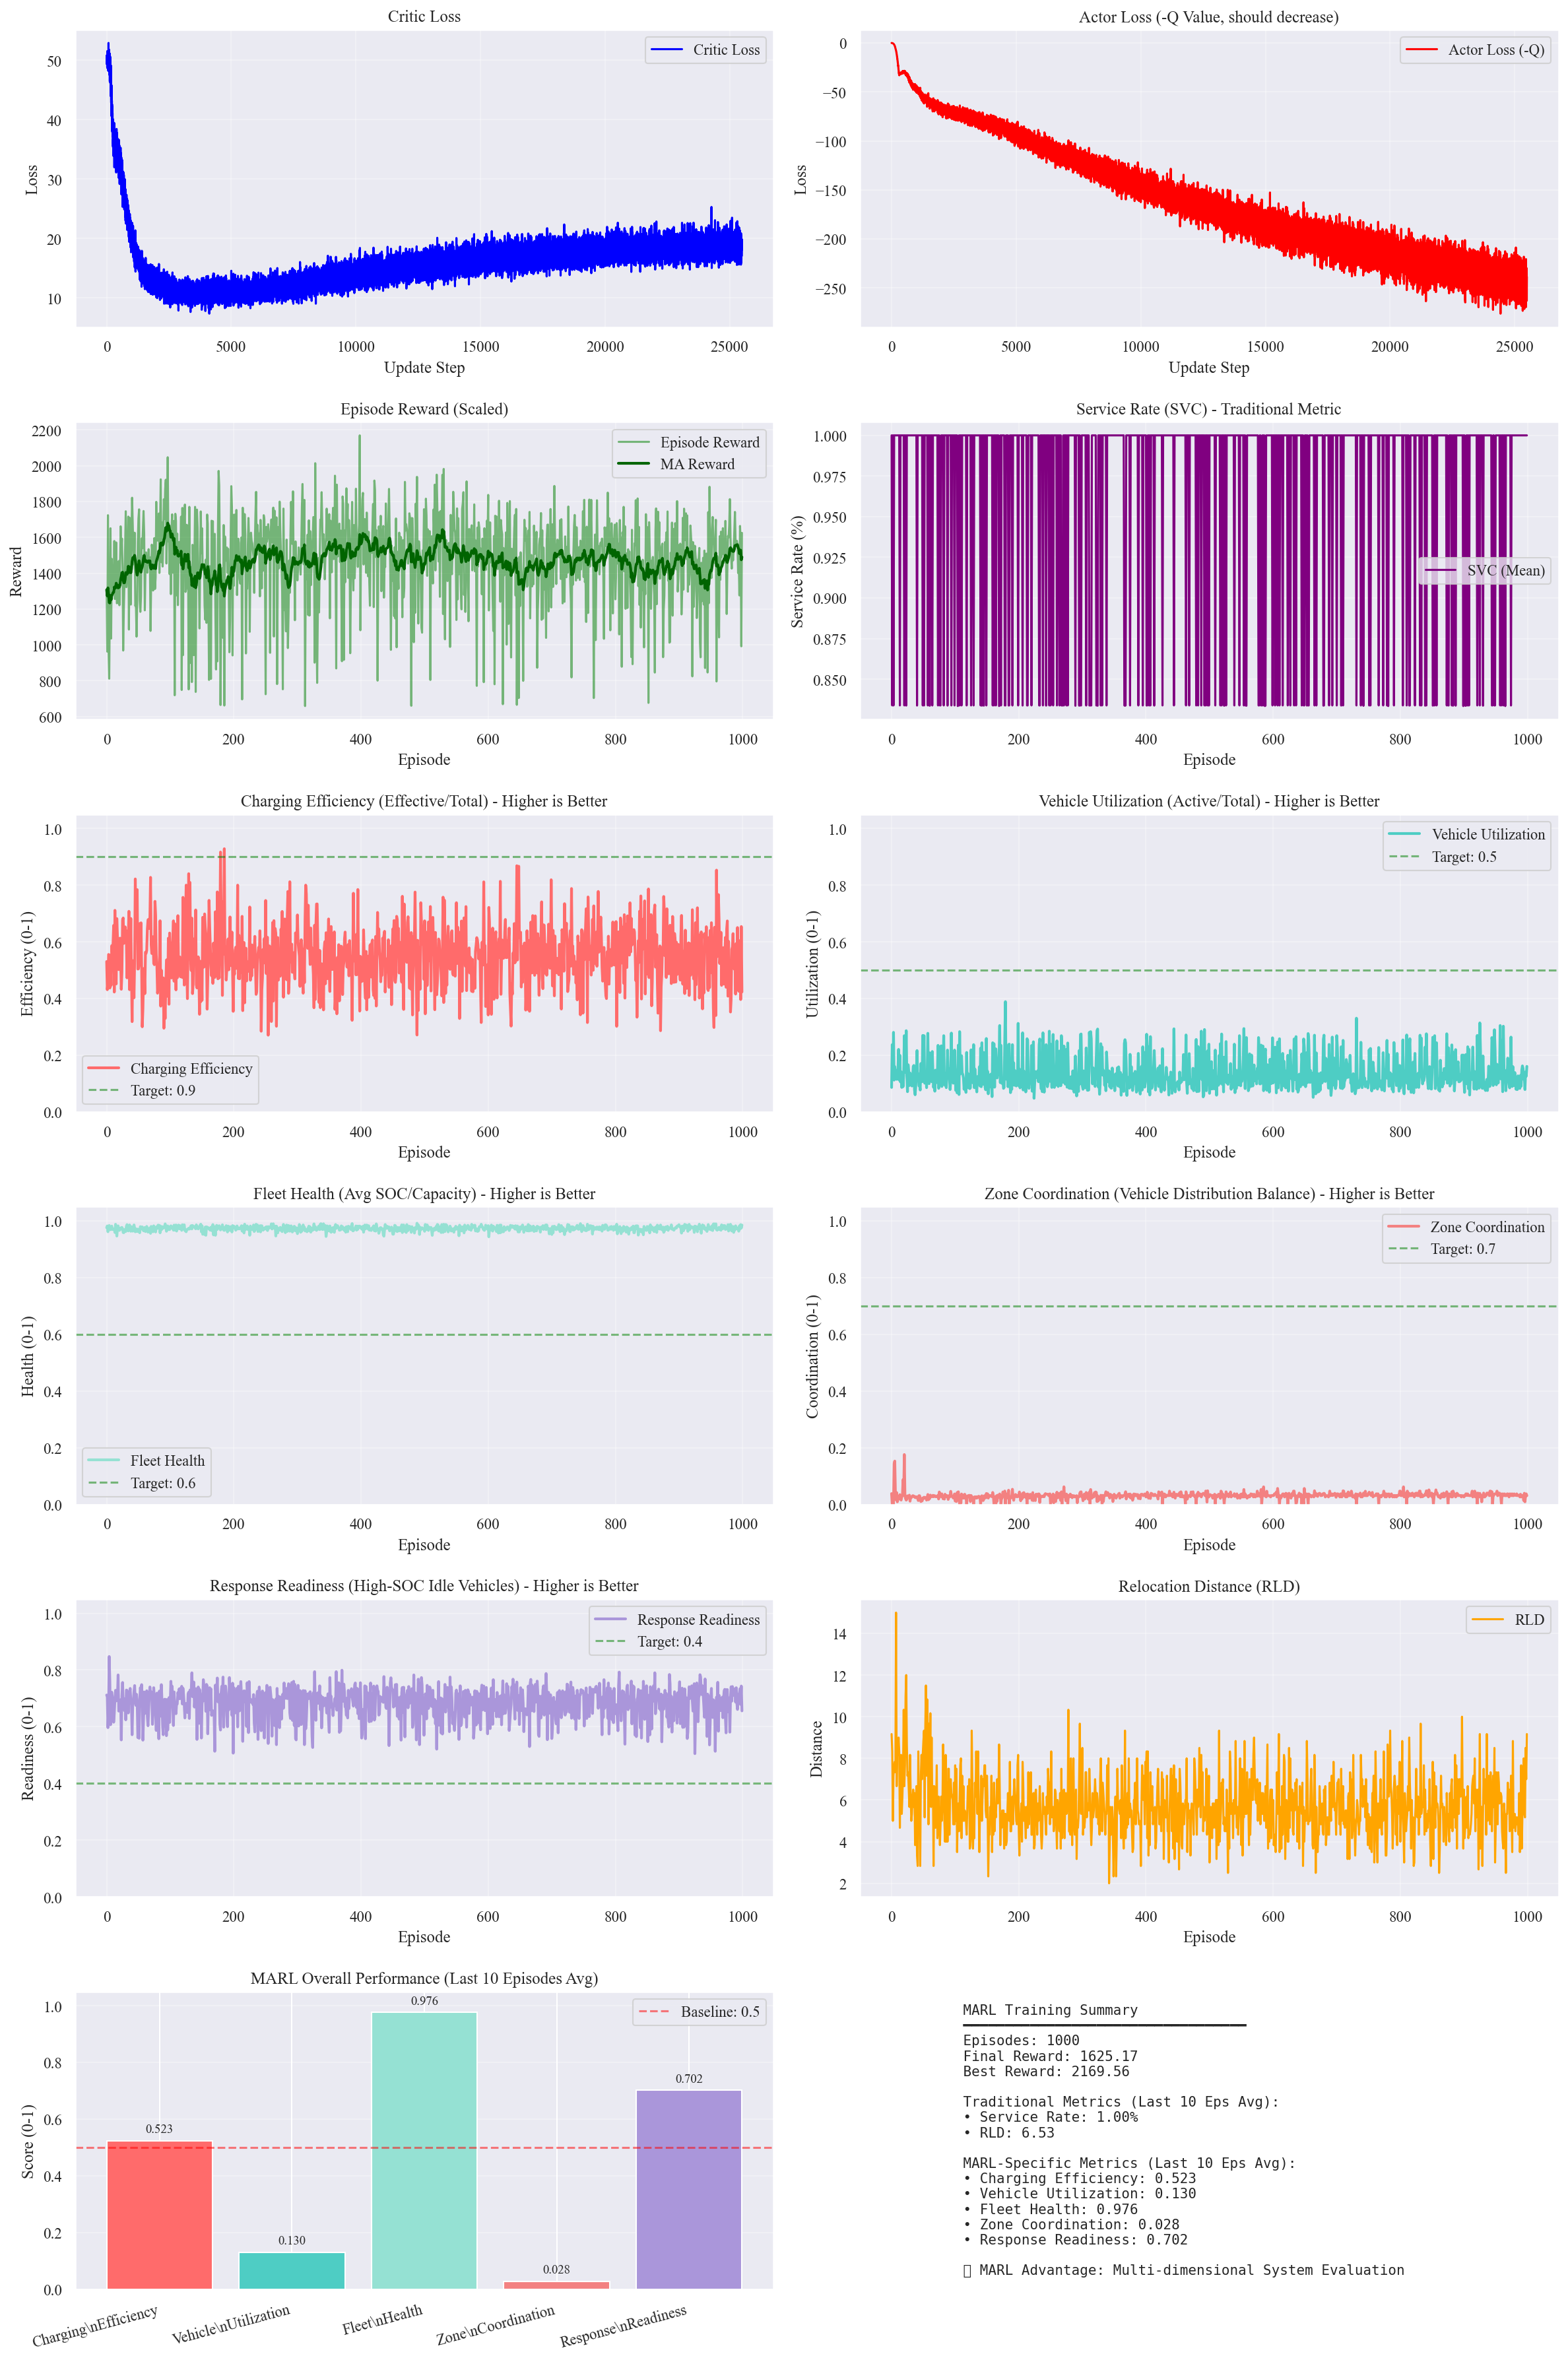 Critic Loss
Critic Loss
50
40
30
20
10
Loss
0 5000 10000 15000 20000 25000
Update Step
Actor Loss (-Q Value, should decrease)
Actor Loss (-Q)
0
−50
−100
−150
−200
−250
Loss
0 5000 10000 15000 20000 25000
Update Step
Episode Reward (Scaled)
Episode Reward
MA Reward
2200
2000
1800
1600
1400
1200
1000
800
600
Reward
0 200 400 600 800 1000
Episode
Service Rate (SVC) - Traditional Metric
SVC (Mean)
1.000
0.975
0.950
0.925
0.900
0.875
0.850
Service Rate (%)
0 200 400 600 800 1000
Episode
Charging Efficiency (Effective/Total) - Higher is Better
1.0
0.8
0.6
0.4
0.2
0.0
Efficiency (0-1)
Charging Efficiency
Target: 0.9
0 200 400 600 800 1000
Episode
Vehicle Utilization (Active/Total) - Higher is Better
Vehicle Utilization
Target: 0.5
1.0
0.8
0.6
0.4
0.2
0.0
Utilization (0-1)
0 200 400 600 800 1000
Episode
Fleet Health (Avg SOC/Capacity) - Higher is Better
1.0
0.8
0.6
0.4
0.2
0.0
Health (0-1)
Fleet Health
Target: 0.6
0 200 400 600 800 1000
Episode
Zone Coordination (Vehicle Distribution Balance) - Higher is Better
Zone Coordination
Target: 0.7
1.0
0.8
0.6
0.4
0.2
0.0
Coordination (0-1)
0 200 400 600 800 1000
Episode
Response Readiness (High-SOC Idle Vehicles) - Higher is Better
Response Readiness
Target: 0.4
1.0
0.8
0.6
0.4
0.2
0.0
Readiness (0-1)
0 200 400 600 800 1000
Episode
Relocation Distance (RLD)
RLD
14
12
10
8
6
4
2
Distance
0 200 400 600 800 1000
Episode
MARL Overall Performance (Last 10 Episodes Avg)
Baseline: 0.5
1.0
0.8
0.6
0.4
0.2
0.0
Score (0-1)
0.523
0.130
0.976
0.028
0.702
Charging\nEfficiency
Vehicle\nUtilization
Fleet\nHealth
Zone\nCoordination
Response\nReadiness
MARL Training Summary
Episodes: 1000
Final Reward: 1625.17
Best Reward: 2169.56
Traditional Metrics (Last 10 Eps Avg):
• Service Rate: 1.00%
• RLD: 6.53
MARL-Specific Metrics (Last 10 Eps Avg):
• Charging Efficiency: 0.523
• Vehicle Utilization: 0.130
• Fleet Health: 0.976
• Zone Coordination: 0.028
• Response Readiness: 0.702
MARL Advantage: Multi-dimensional System Evaluation